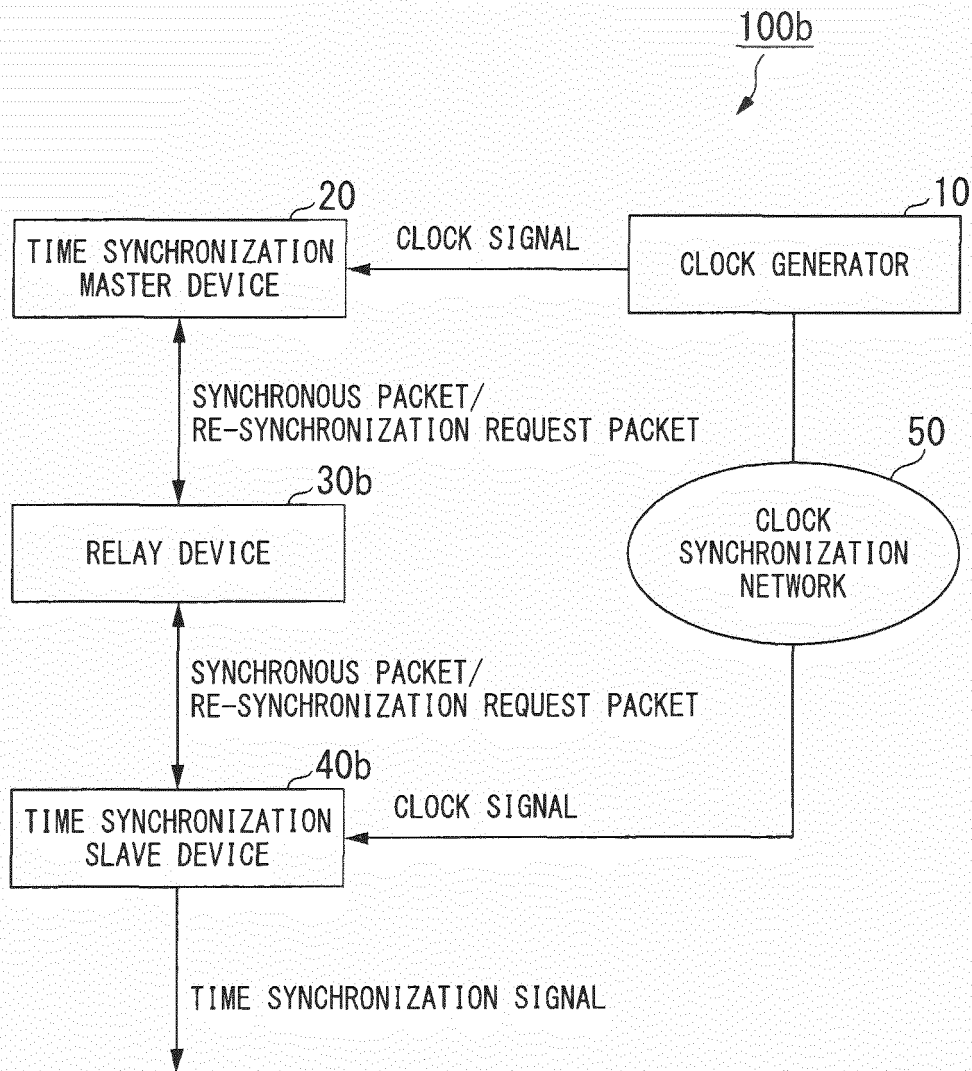 100b
20
10
TIME SYNCHRONIZATION
MASTER DEVICE
CLOCK SIGNAL
CLOCK GENERATOR
SYNCHRONOUS PACKET/
RE-SYNCHRONIZATION REQUEST PACKET
30b
50
RELAY DEVICE
CLOCK
SYNCHRONIZATION
NETWORK
SYNCHRONOUS PACKET/
RE-SYNCHRONIZATION REQUEST PACKET
40b
TIME SYNCHRONIZATION
SLAVE DEVICE
CLOCK SIGNAL
TIME SYNCHRONIZATION SIGNAL